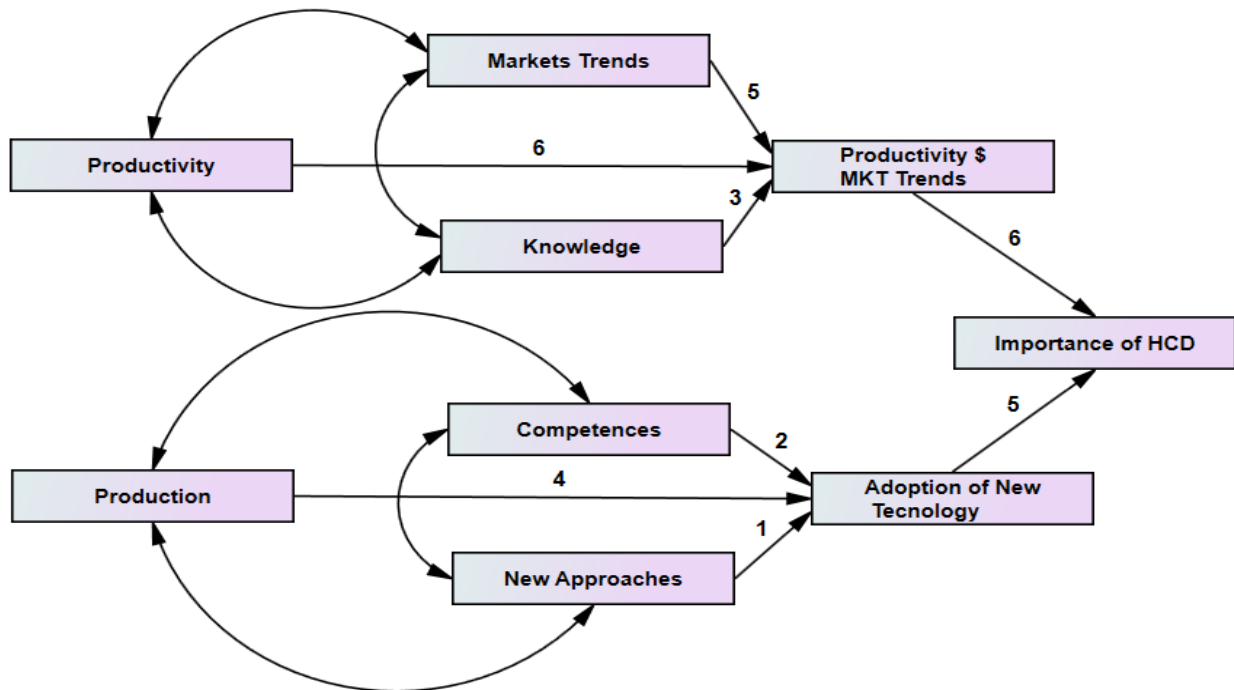 Markets Trends
5
Productivity
6
Productivity $
MKT Trends
3
Knowledge
6
Importance of HCD
5
Competences
2
Production
4
Adoption of New
Tecnology
1
New Approaches